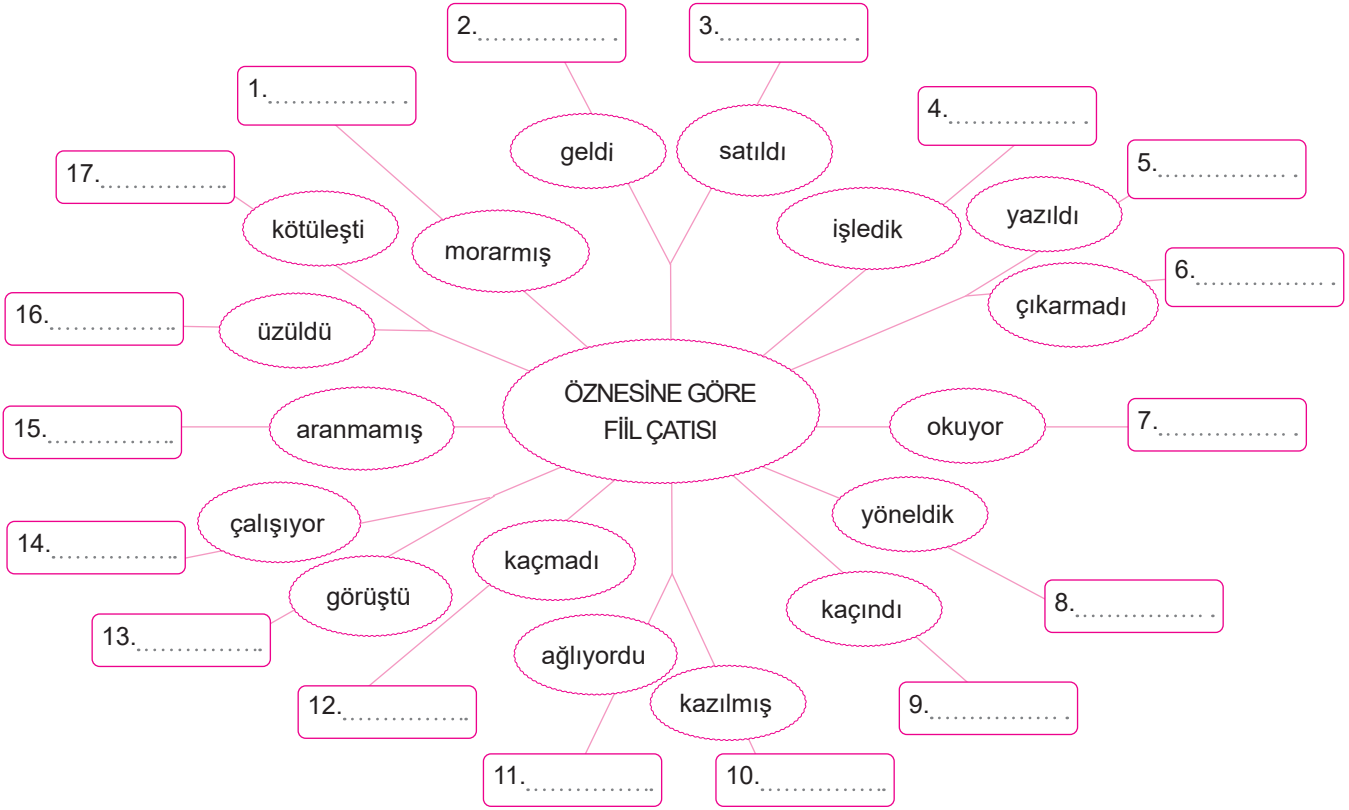 1. ................
2. ................
3. ................
4. ................
5. ................
6. ................
7. ................
8. ................
9. ................
10. ................
11. ................
12. ................
13. ................
14. ................
15. ................
16. ................
17. ................
geldi
satıldı
işledik
yazıldı
kötüleşti
morarmış
çıkarmadı
üzüldü
ÖZNESİNE GÖRE
FİİL ÇATISI
aranmamış
okuyor
çalışıyor
yöneldik
kaçmadı
görüştü
kaçındı
ağlıyordu
kazılmış